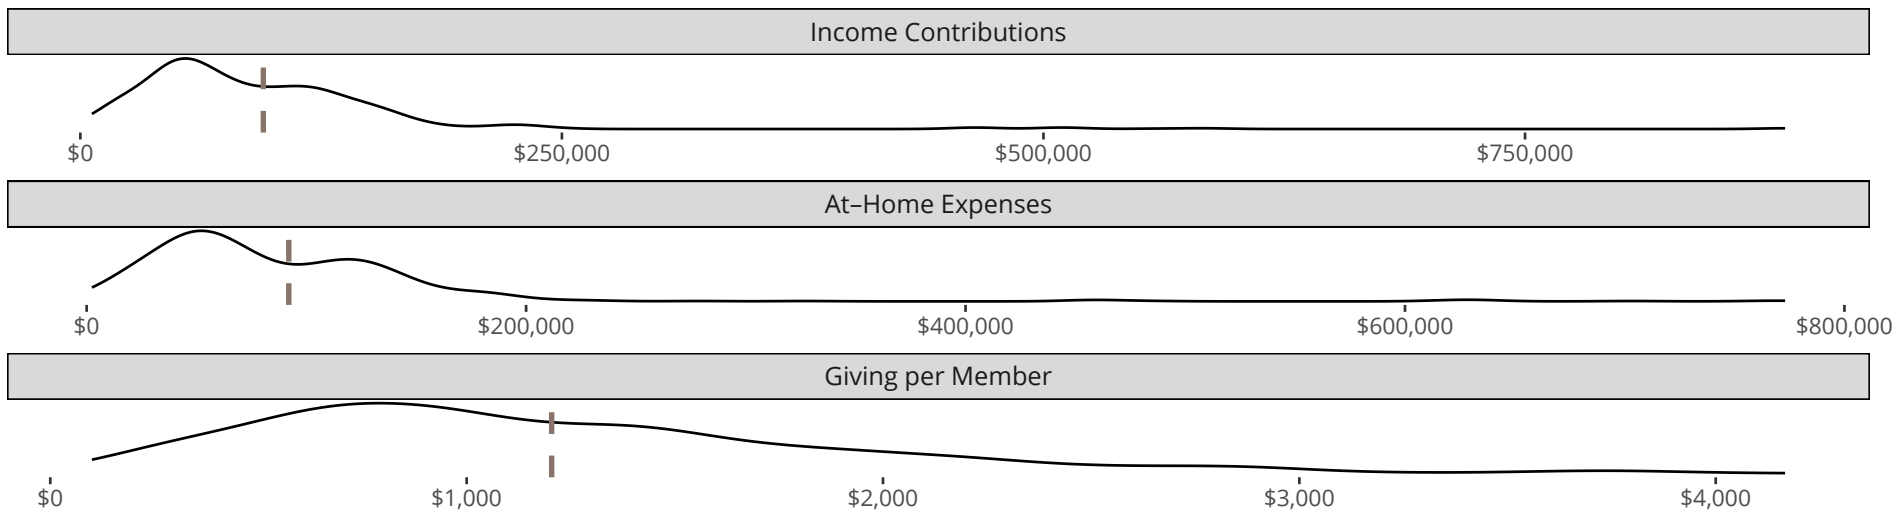 Income Contributions
$0 $250,000 $500,000 $750,000
At–Home Expenses
$0 $200,000 $400,000 $600,000 $800,000
Giving per Member
$0 $1,000 $2,000 $3,000 $4,000